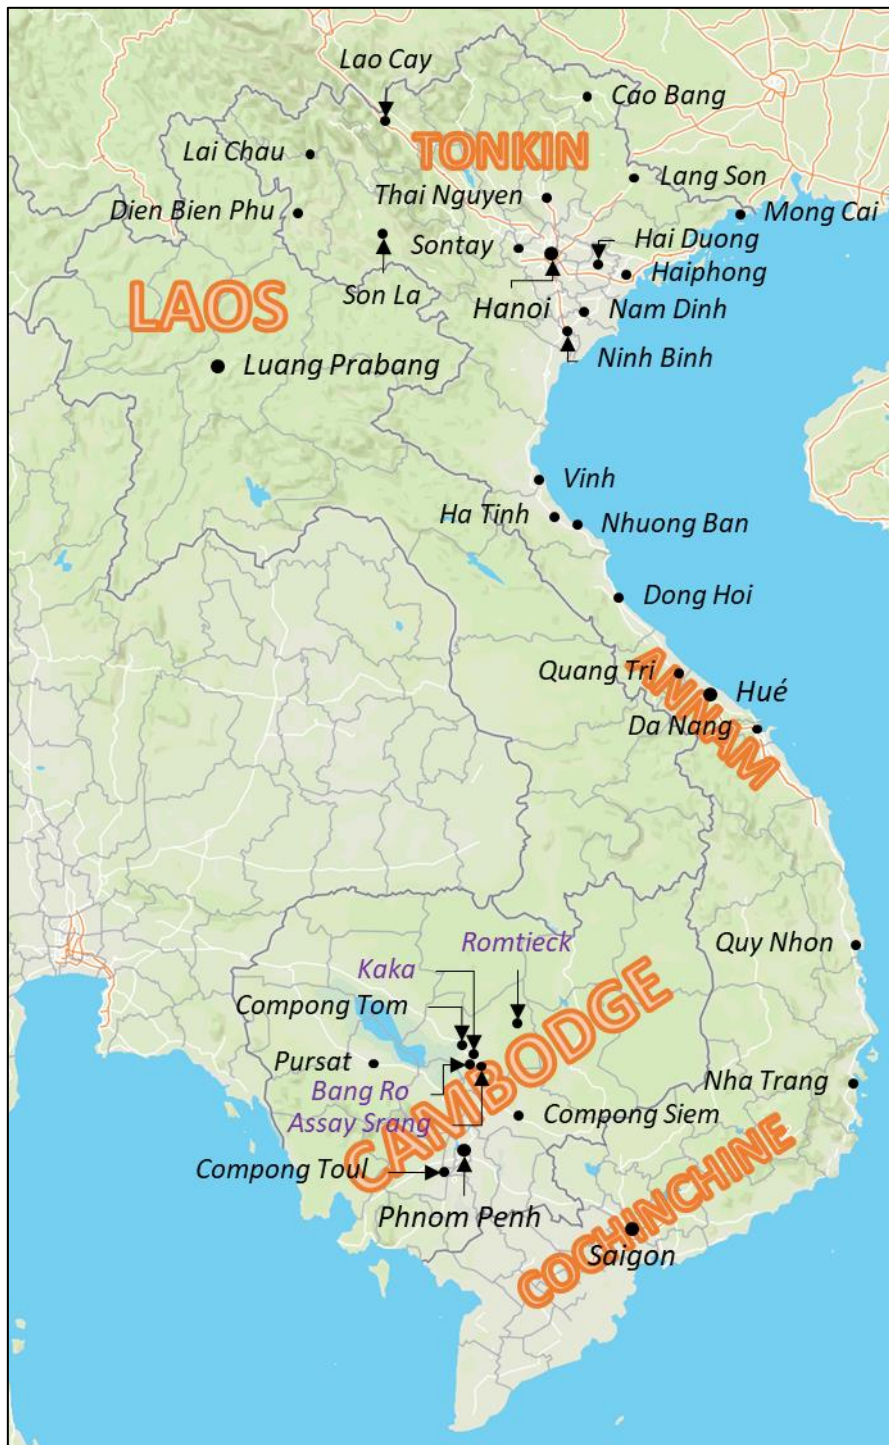 Lao Cay
Cao Bang
TONKIN
Lai Chau
Lang Son
Thai Nguyen
Dien Bien Phu
Mong Cai
Sontay
Hai Duong
Haiphong
Son La
LAOS
Hanoi
Nam Dinh
Ninh Binh
Luang Prabang
Vinh
Ha Tinh
Nhuong Ban
Dong Hoi
Quang Tri
ANNAM
Hué
Da Nang
Romtieck
Quy Nhon
Kaka
Compong Tom
CAMBODGE
Pursat
Nha Trang
Bang Ro
Assay Srang
Compong Siem
Compong Toul
Phnom Penh
COCHINCHINE
Saigon